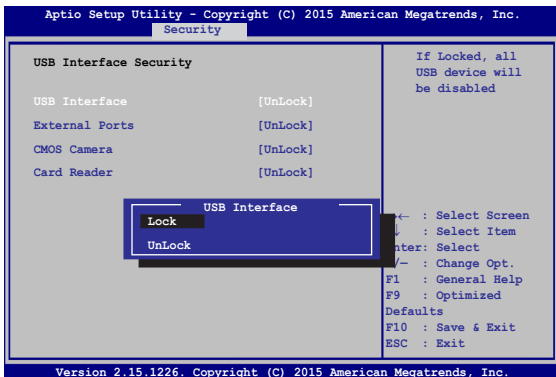 Aptio Setup Utility - Copyright (C) 2015 American Megatrends, Inc.
Security
USB Interface Security
USB Interface [UnLock]
External Ports [UnLock]
CMOS Camera [UnLock]
Card Reader [UnLock]
If Locked, all
USB device will
be disabled
USB Interface
Lock
UnLock
← : Select Screen
: Select Item
nter: Select
/— : Change Opt.
F1 : General Help
F9 : Optimized
Defaults
F10 : Save & Exit
ESC : Exit
Version 2.15.1226. Copyright (C) 2015 American Megatrends, Inc.